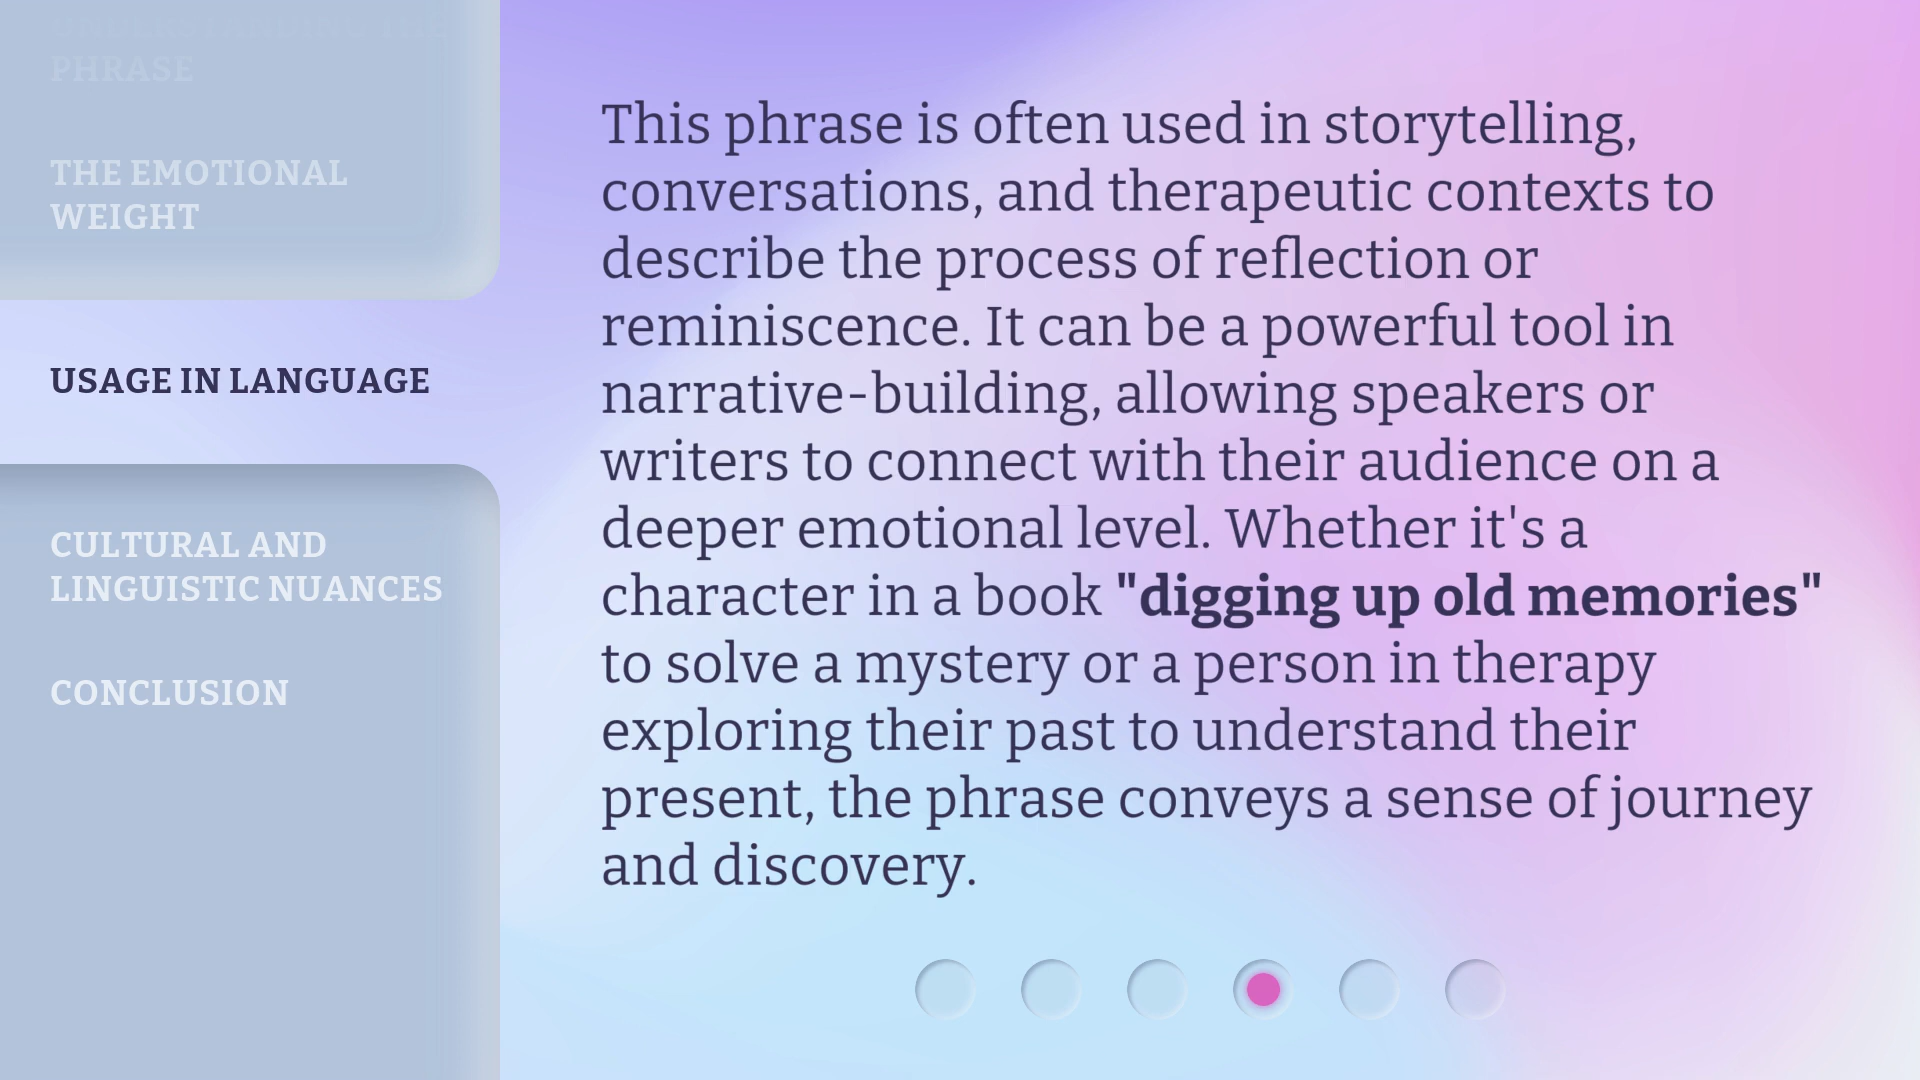 UNDERSTANDING THE
PHRASE
THE EMOTIONAL
WEIGHT
USAGE IN LANGUAGE
CULTURAL AND
LINGUISTIC NUANCES
CONCLUSION
This phrase is often used in storytelling,
conversations, and therapeutic contexts to
describe the process of reflection or
reminiscence. It can be a powerful tool in
narrative-building, allowing speakers or
writers to connect with their audience on a
deeper emotional level. Whether it's a
character in a book "digging up old memories"
to solve a mystery or a person in therapy
exploring their past to understand their
present, the phrase conveys a sense of journey
and discovery.